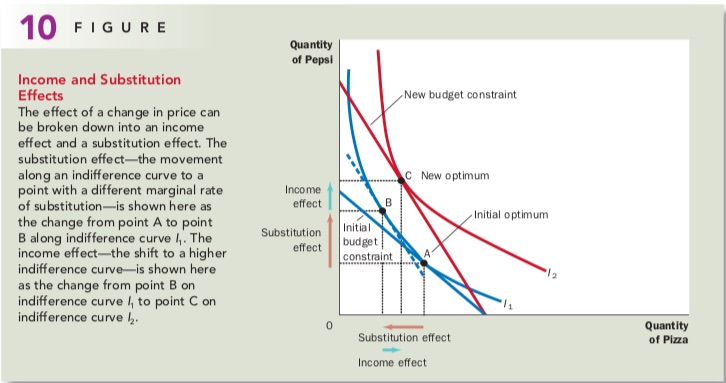 10 FIGURE
Income and Substitution
Effects
The effect of a change in price can
be broken down into an income
effect and a substitution effect. The
substitution effect—the movement
along an indifference curve to a
point with a different marginal rate
of substitution—is shown here as
the change from point A to point
B along indifference curve I₁. The
income effect—the shift to a higher
indifference curve—is shown here
as the change from point B on
indifference curve I₁ to point C on
indifference curve I₂.
Quantity
of Pepsi
New budget constraint
C New optimum
Income
effect
B
Initial optimum
Substitution
effect
Initial
budget
constraint
A
I₂
I₁
0
Quantity
of Pizza
Substitution effect
Income effect